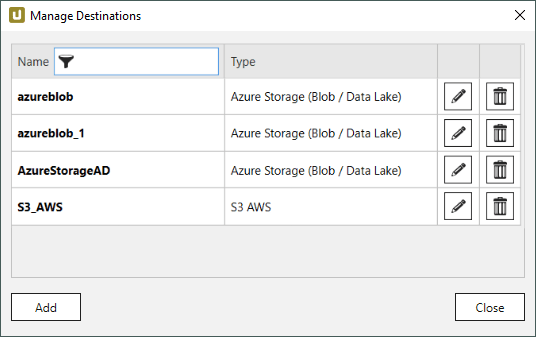 Manage Destinations
Name Type
azureblob Azure Storage (Blob / Data Lake)
azureblob_1 Azure Storage (Blob / Data Lake)
AzureStorageAD Azure Storage (Blob / Data Lake)
S3_AWS S3 AWS
Add Close